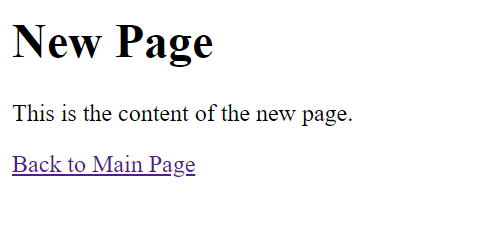 New Page
This is the content of the new page.
Back to Main Page